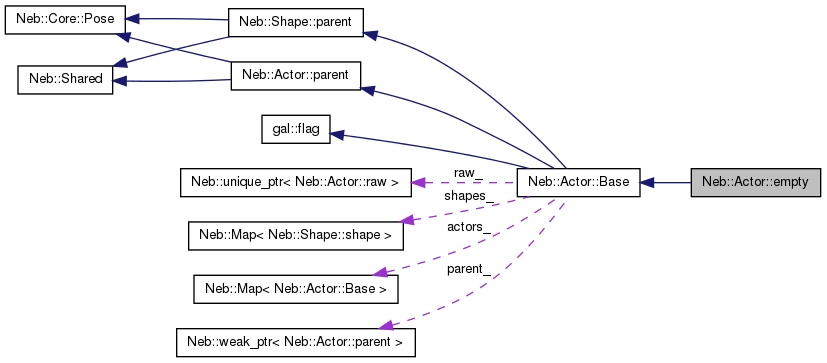 Neb::Core::Pose
Neb::Shape::parent
Neb::Shared
Neb::Actor::parent
gal::flag
Neb::unique_ptr< Neb::Actor::raw >
raw_
Neb::Actor::Base
Neb::Actor::empty
shapes_
Neb::Map< Neb::Shape::shape >
actors_
Neb::Map< Neb::Actor::Base >
parent_
Neb::weak_ptr< Neb::Actor::parent >